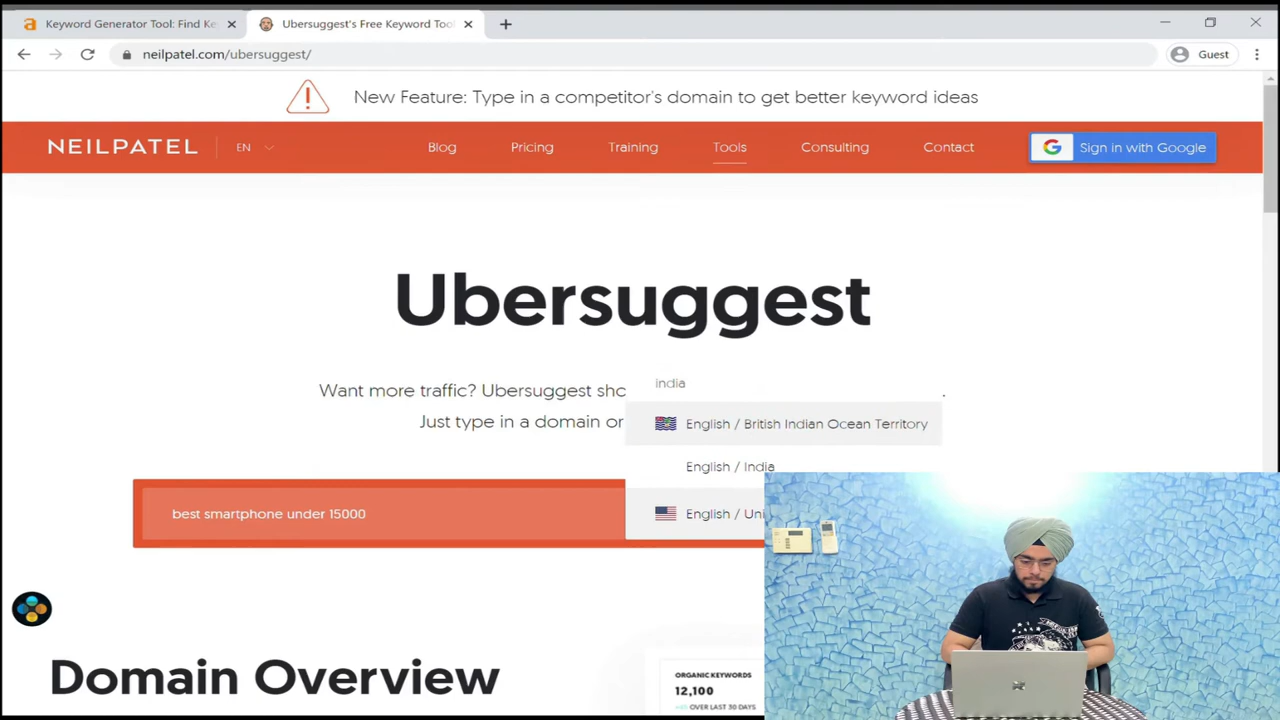 Keyword Generator Tool: Find Ke
Ubersuggest's Free Keyword Tool
neilpatel.com/ubersuggest/
Guest
New Feature: Type in a competitor's domain to get better keyword ideas
NEILPATEL
EN
Blog
Pricing
Training
Tools
Consulting
Contact
Sign in with Google
Ubersuggest
Want more traffic? Ubersuggest sho
Just type in a domain or
india
English / British Indian Ocean Territory
English / India
English / Uni
best smartphone under 15000
Domain Overview
ORGANIC KEYWORDS
12,100
OVER LAST 30 DAYS